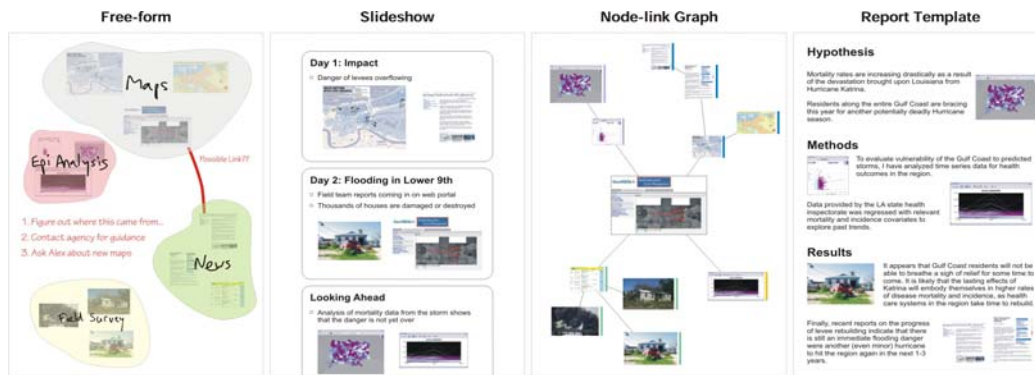 Free-form
Slideshow
Node-link Graph
Report Template
Maps
Epi Analysis
Possible Link??
1. Figure out where this came from...
2. Contact agency for guidance
3. Ask Alex about new maps
News
Field Survey
Day 1: Impact
Danger of levees overflowing
Day 2: Flooding in Lower 9th
Field team reports coming in on web portal
Thousands of houses are damaged or destroyed
Looking Ahead
Analysis of mortality data from the storm shows
that the danger is not yet over
Hypothesis
Mortality rates are increasing drastically as a result
of the devastation brought upon Louisiana from
Hurricane Katrina.
Residents along the entire Gulf Coast are bracing
this year for another potentially deadly Hurricane
season.
Methods
To evaluate vulnerability of the Gulf Coast to predicted
storms, I have analyzed time series data for health
outcomes in the region.
Data provided by the LA state health
inspectorate was regressed with relevant
mortality and incidence covariates to
explore past trends.
Results
It appears that Gulf Coast residents will not be
able to breathe a sigh of relief for some time to
come. It is likely that the lasting effects of
Katrina will embody themselves in higher rates
of disease mortality and incidence, as health
care systems in the region take time to rebuild.
Finally, recent reports on the progress
of levee rebuilding indicate that there
is still an immediate flooding danger
were another (even minor) hurricane
to hit the region again in the next 1-3
years.